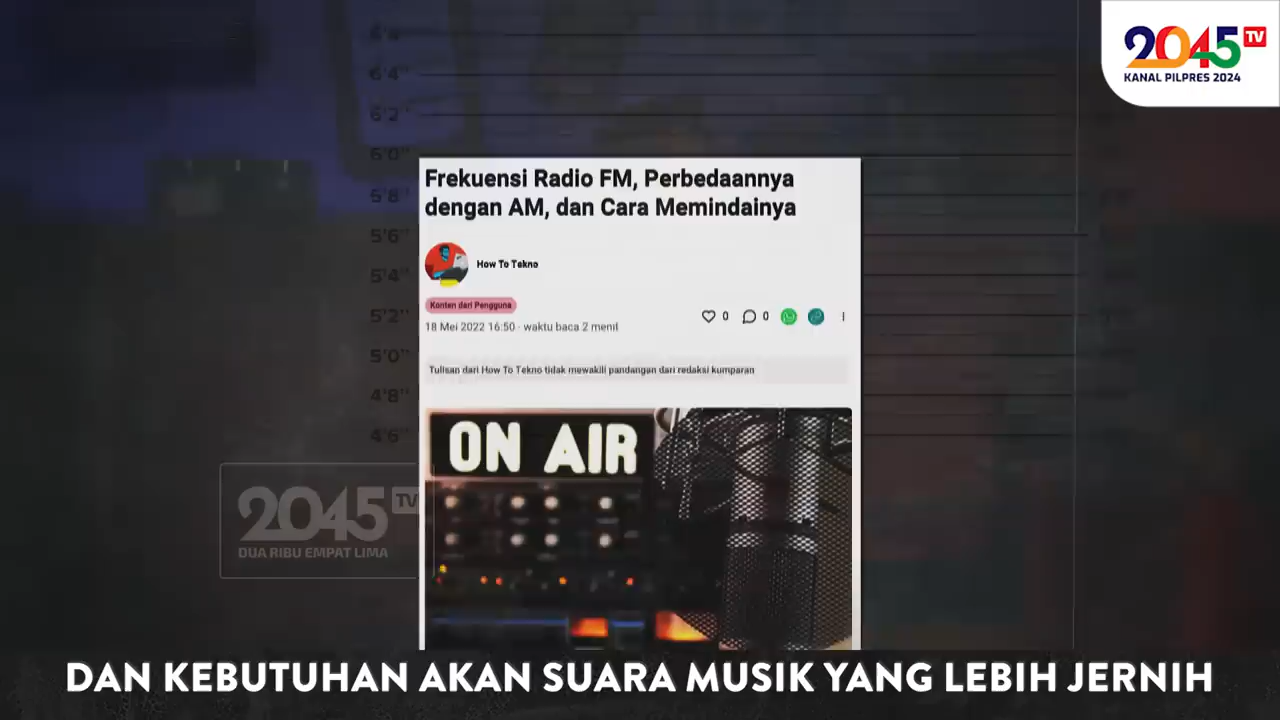 2045 TV
KANAL PILPRES 2024
6'4"
6'2"
6'0"
5'8"
5'6"
5'4"
5'2"
5'0"
4'8"
4'6"
Frekuensi Radio FM, Perbedaannya
dengan AM, dan Cara Memindainya
How To Tekno
Konten dari Pengguna
18 Mei 2022 16:50 · waktu baca 2 menit
0 0
Tulisan dari How To Tekno tidak mewakili pandangan dari redaksi kumparan
ON AIR
2045 TV
DUA RIBU EMPAT LIMA
DAN KEBUTUHAN AKAN SUARA MUSIK YANG LEBIH JERNIH